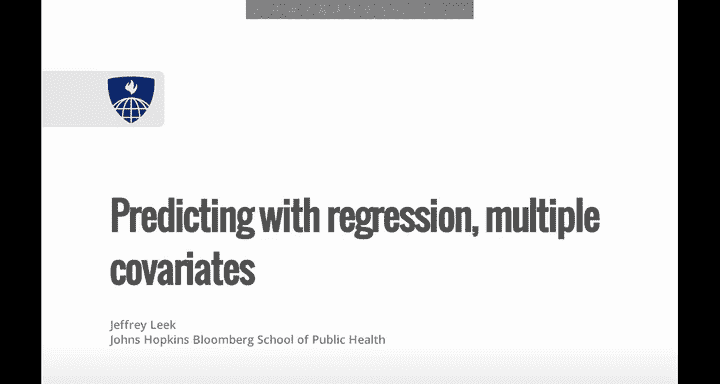 Predicting with regression, multiple
covariates
Jeffrey Leek
Johns Hopkins Bloomberg School of Public Health